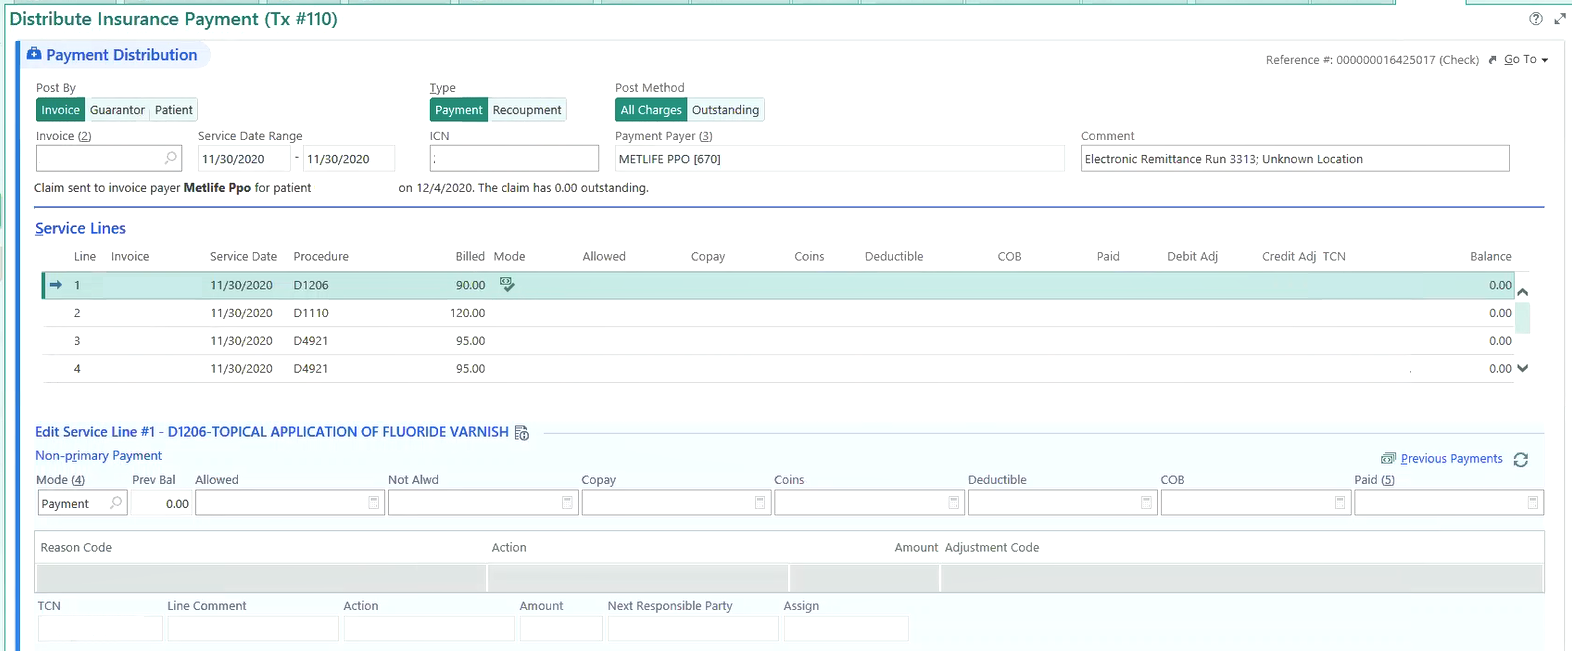 Distribute Insurance Payment (Tx #110)
Payment Distribution
Reference #: 000000016425017 (Check) Go To
Post By Type Post Method
Invoice Guarantor Patient Payment Recoupment All Charges Outstanding
Invoice (2) Service Date Range ICN Payment Payer (3) Comment
11/30/2020 - 11/30/2020 METLIFE PPO [670] Electronic Remittance Run 3313; Unknown Location
Claim sent to invoice payer Metlife Ppo for patient on 12/4/2020. The claim has 0.00 outstanding.
Service Lines
Line Invoice Service Date Procedure Billed Mode Allowed Copay Coins Deductible COB Paid Debit Adj Credit Adj TCN Balance
1 11/30/2020 D1206 90.00 0.00
2 11/30/2020 D1110 120.00 0.00
3 11/30/2020 D4921 95.00 0.00
4 11/30/2020 D4921 95.00 0.00
Edit Service Line #1 - D1206-TOPICAL APPLICATION OF FLUORIDE VARNISH
Non-primary Payment Previous Payments
Mode (4) Prev Bal Allowed Not Alwd Copay Coins Deductible COB Paid (5)
Payment 0.00
Reason Code Action Amount Adjustment Code
TCN Line Comment Action Amount Next Responsible Party Assign